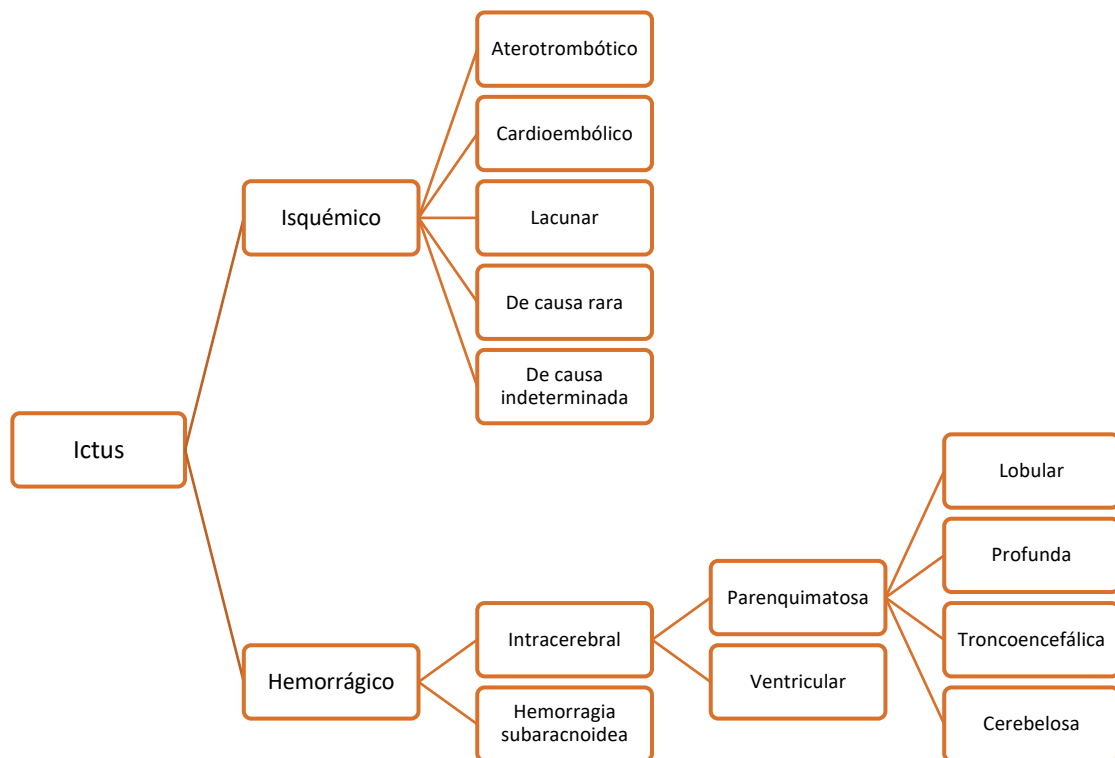 Ictus
Isquémico
Aterotrombótico
Cardioembólico
Lacunar
De causa rara
De causa
indeterminada
Hemorrágico
Intracerebral
Parenquimatosa
Lobular
Profunda
Troncoencefálica
Cerebelosa
Ventricular
Hemorragia
subaracnoidea